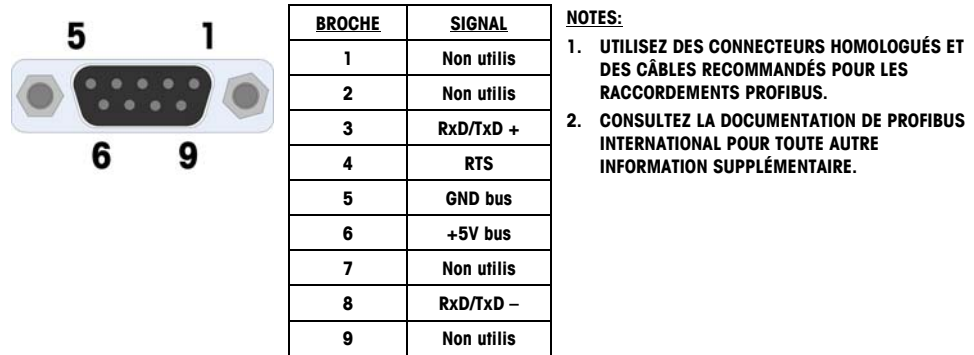 5 1
6 9
BROCHE SIGNAL
1 Non utilis
2 Non utilis
3 RxD/TxD +
4 RTS
5 GND bus
6 +5V bus
7 Non utilis
8 RxD/TxD –
9 Non utilis
NOTES:
1. UTILISEZ DES CONNECTEURS HOMOLOGUÉS ET
DES CÂBLES RECOMMANDÉS POUR LES
RACCORDEMENTS PROFIBUS.
2. CONSULTEZ LA DOCUMENTATION DE PROFIBUS
INTERNATIONAL POUR TOUTE AUTRE
INFORMATION SUPPLÉMENTAIRE.